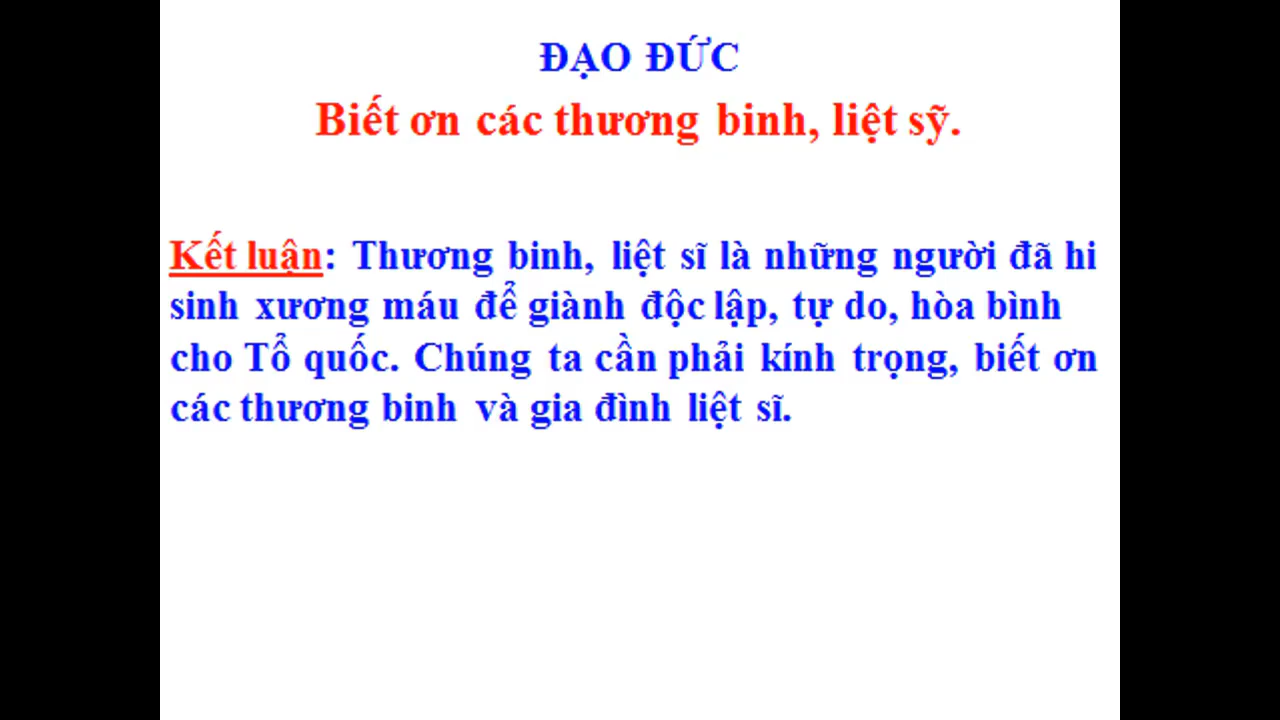 ĐẠO ĐỨC
Biết ơn các thương binh, liệt sỹ.
Kết luận: Thương binh, liệt sĩ là những người đã hi
sinh xương máu để giành độc lập, tự do, hòa bình
cho Tổ quốc. Chúng ta cần phải kính trọng, biết ơn
các thương binh và gia đình liệt sĩ.